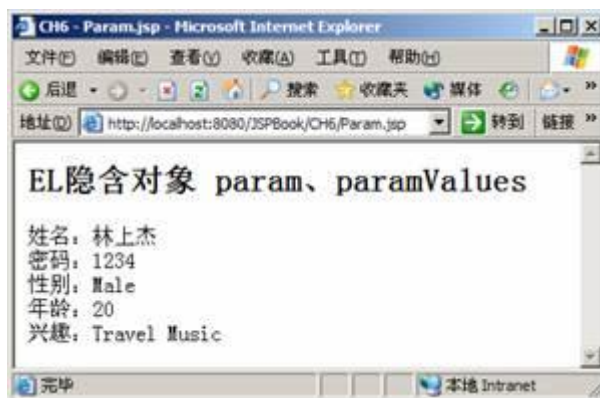 CH6 - Param.jsp - Microsoft Internet Explorer
文件(F) 编辑(E) 查看(V) 收藏(A) 工具(T) 帮助(H)
后退 搜索 收藏夹 媒体 »
地址(D) http://localhost:8080/JSPBook/CH6/Param.jsp 转到 链接 »
EL隐含对象 param、paramValues
姓名：林上杰
密码：1234
性别：Male
年龄：20
兴趣：Travel Music
完毕 本地 Intranet